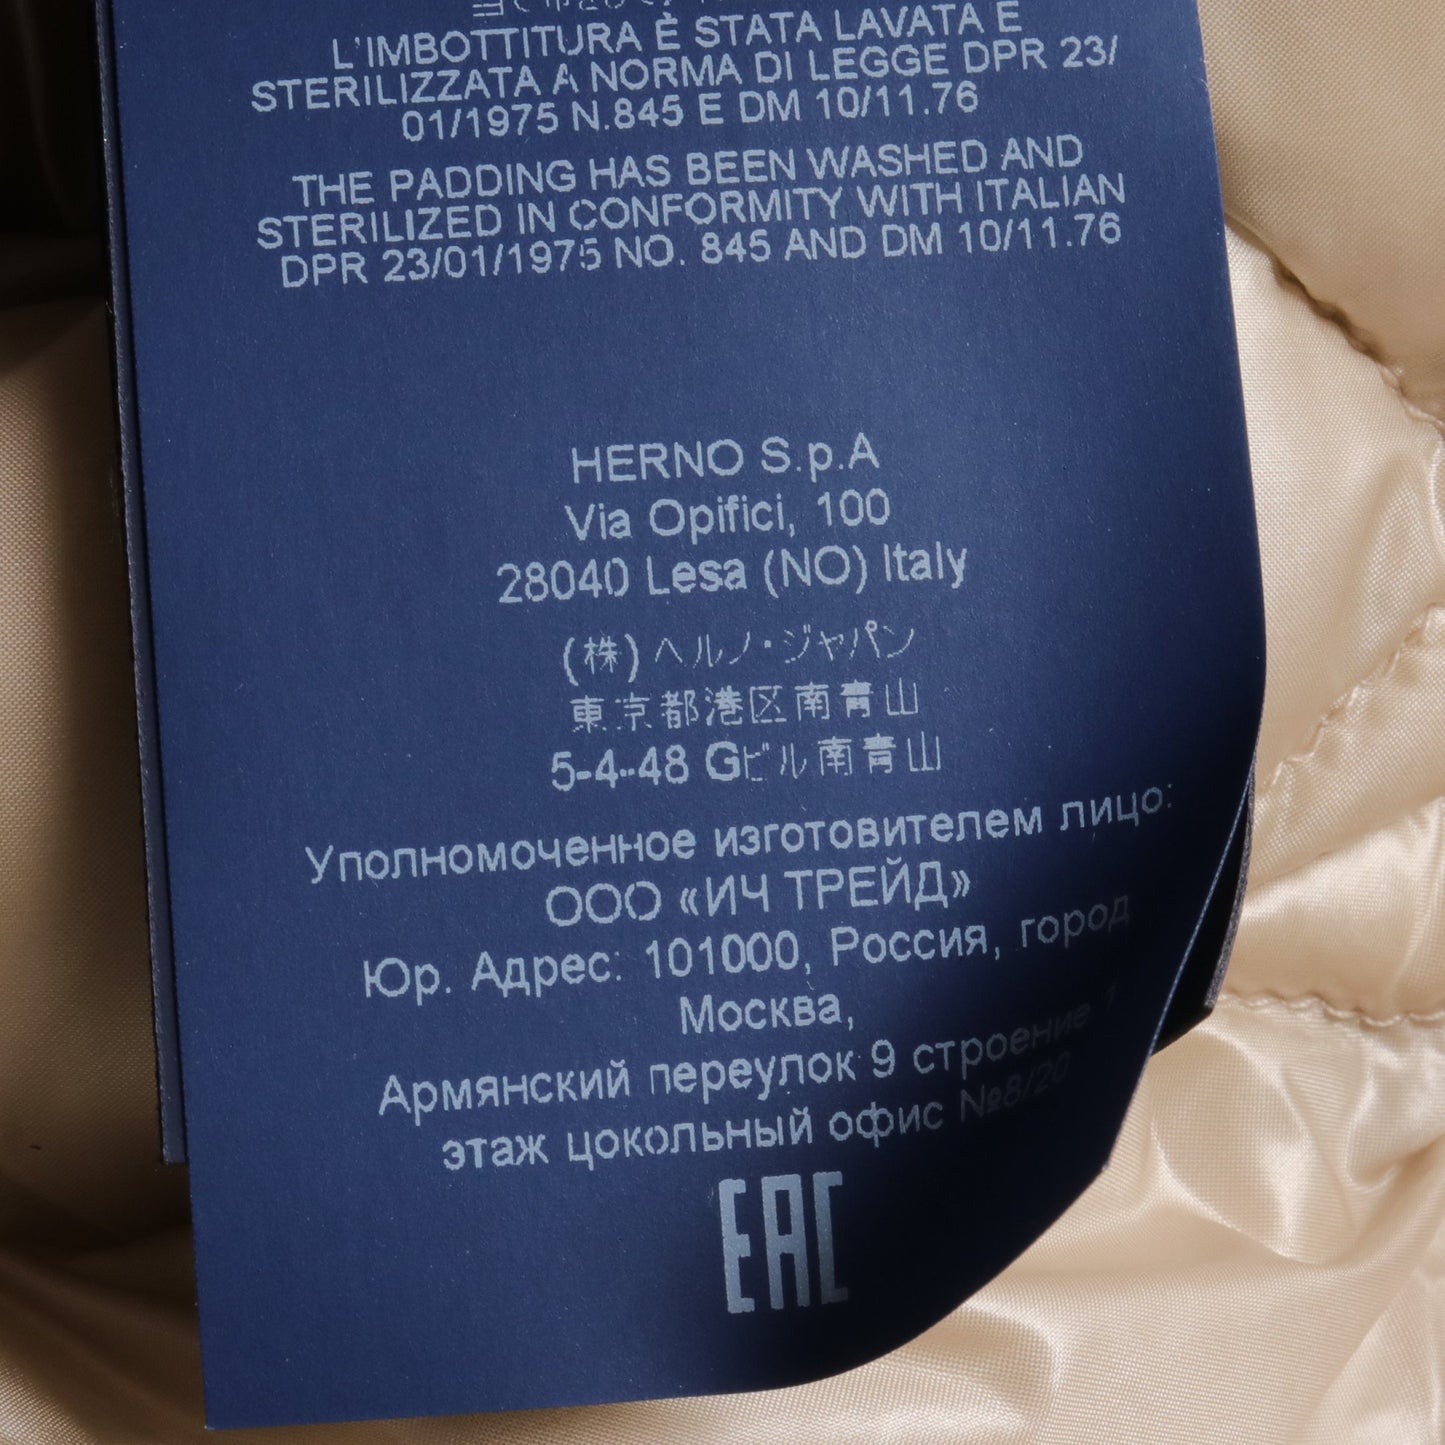 L'IMBOTTITURA È STATA LAVATA E
STERILIZZATA A NORMA DI LEGGE DPR 23/
01/1975 N.845 E DM 10/11.76
THE PADDING HAS BEEN WASHED AND
STERILIZED IN CONFORMITY WITH ITALIAN
DPR 23/01/1975 NO. 845 AND DM 10/11.76
HERNO S.p.A
Via Opifici, 100
28040 Lesa (NO) Italy
(株) ヘルノ・ジャパン
東京都港区南青山
5-4-48 Gビル南青山
Уполномоченное изготовителем лицо:
ООО «ИЧ ТРЕЙД»
Юр. Адрес: 101000, Россия, город
Москва,
Армянский переулок 9 строение 1
этаж цокольный офис №8/20
EAC